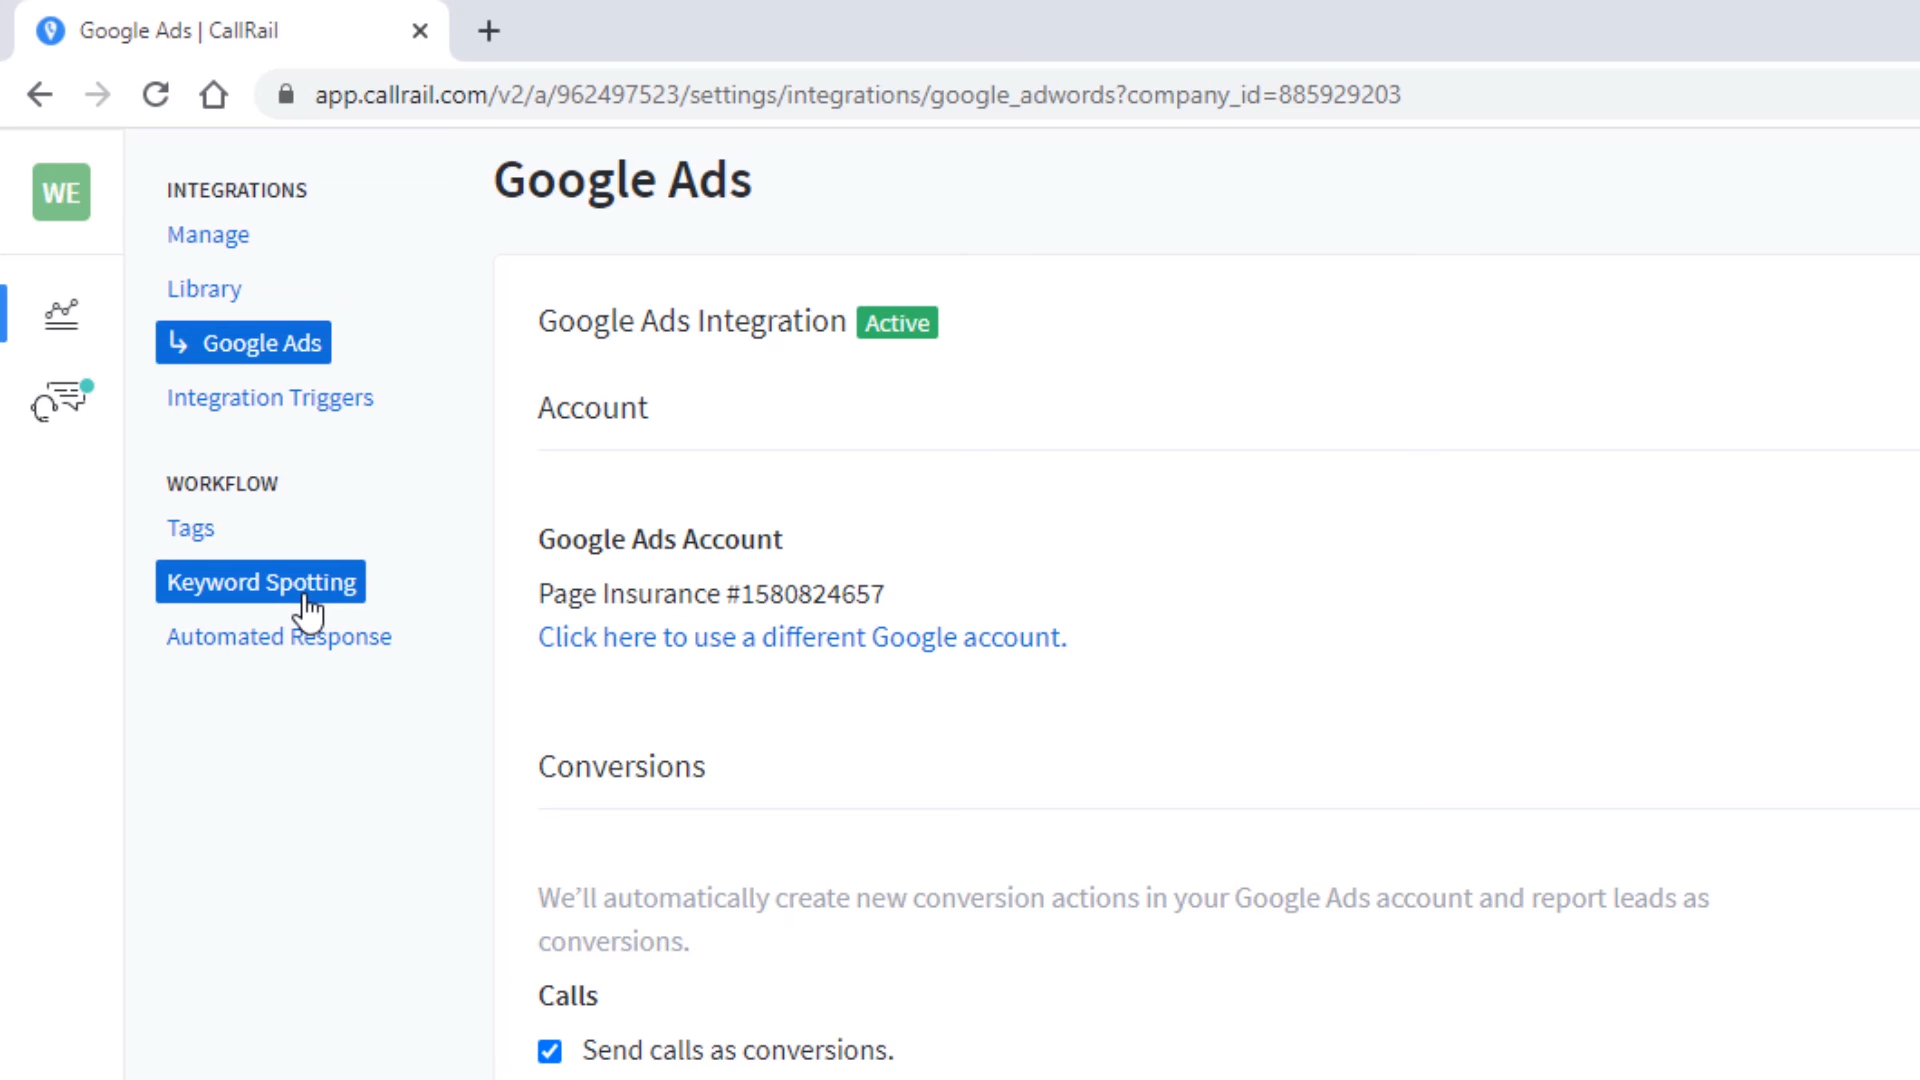 Google Ads | CallRail
app.callrail.com/v2/a/962497523/settings/integrations/google_adwords?company_id=885929203
WE
INTEGRATIONS
Manage
Library
Google Ads
Integration Triggers
WORKFLOW
Tags
Keyword Spotting
Automated Response
Google Ads
Google Ads Integration Active
Account
Google Ads Account
Page Insurance #1580824657
Click here to use a different Google account.
Conversions
We’ll automatically create new conversion actions in your Google Ads account and report leads as
conversions.
Calls
Send calls as conversions.